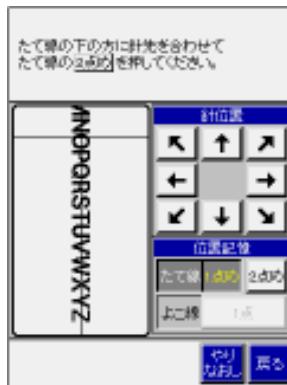 たて線の下の方に針先を合わせて
たて線の2点めを押してください。
MNOPQRSTUVWXYZ
針位置
位置記憶
たて線 1点め 2点め
よこ線 1点
やり
なおし 戻る